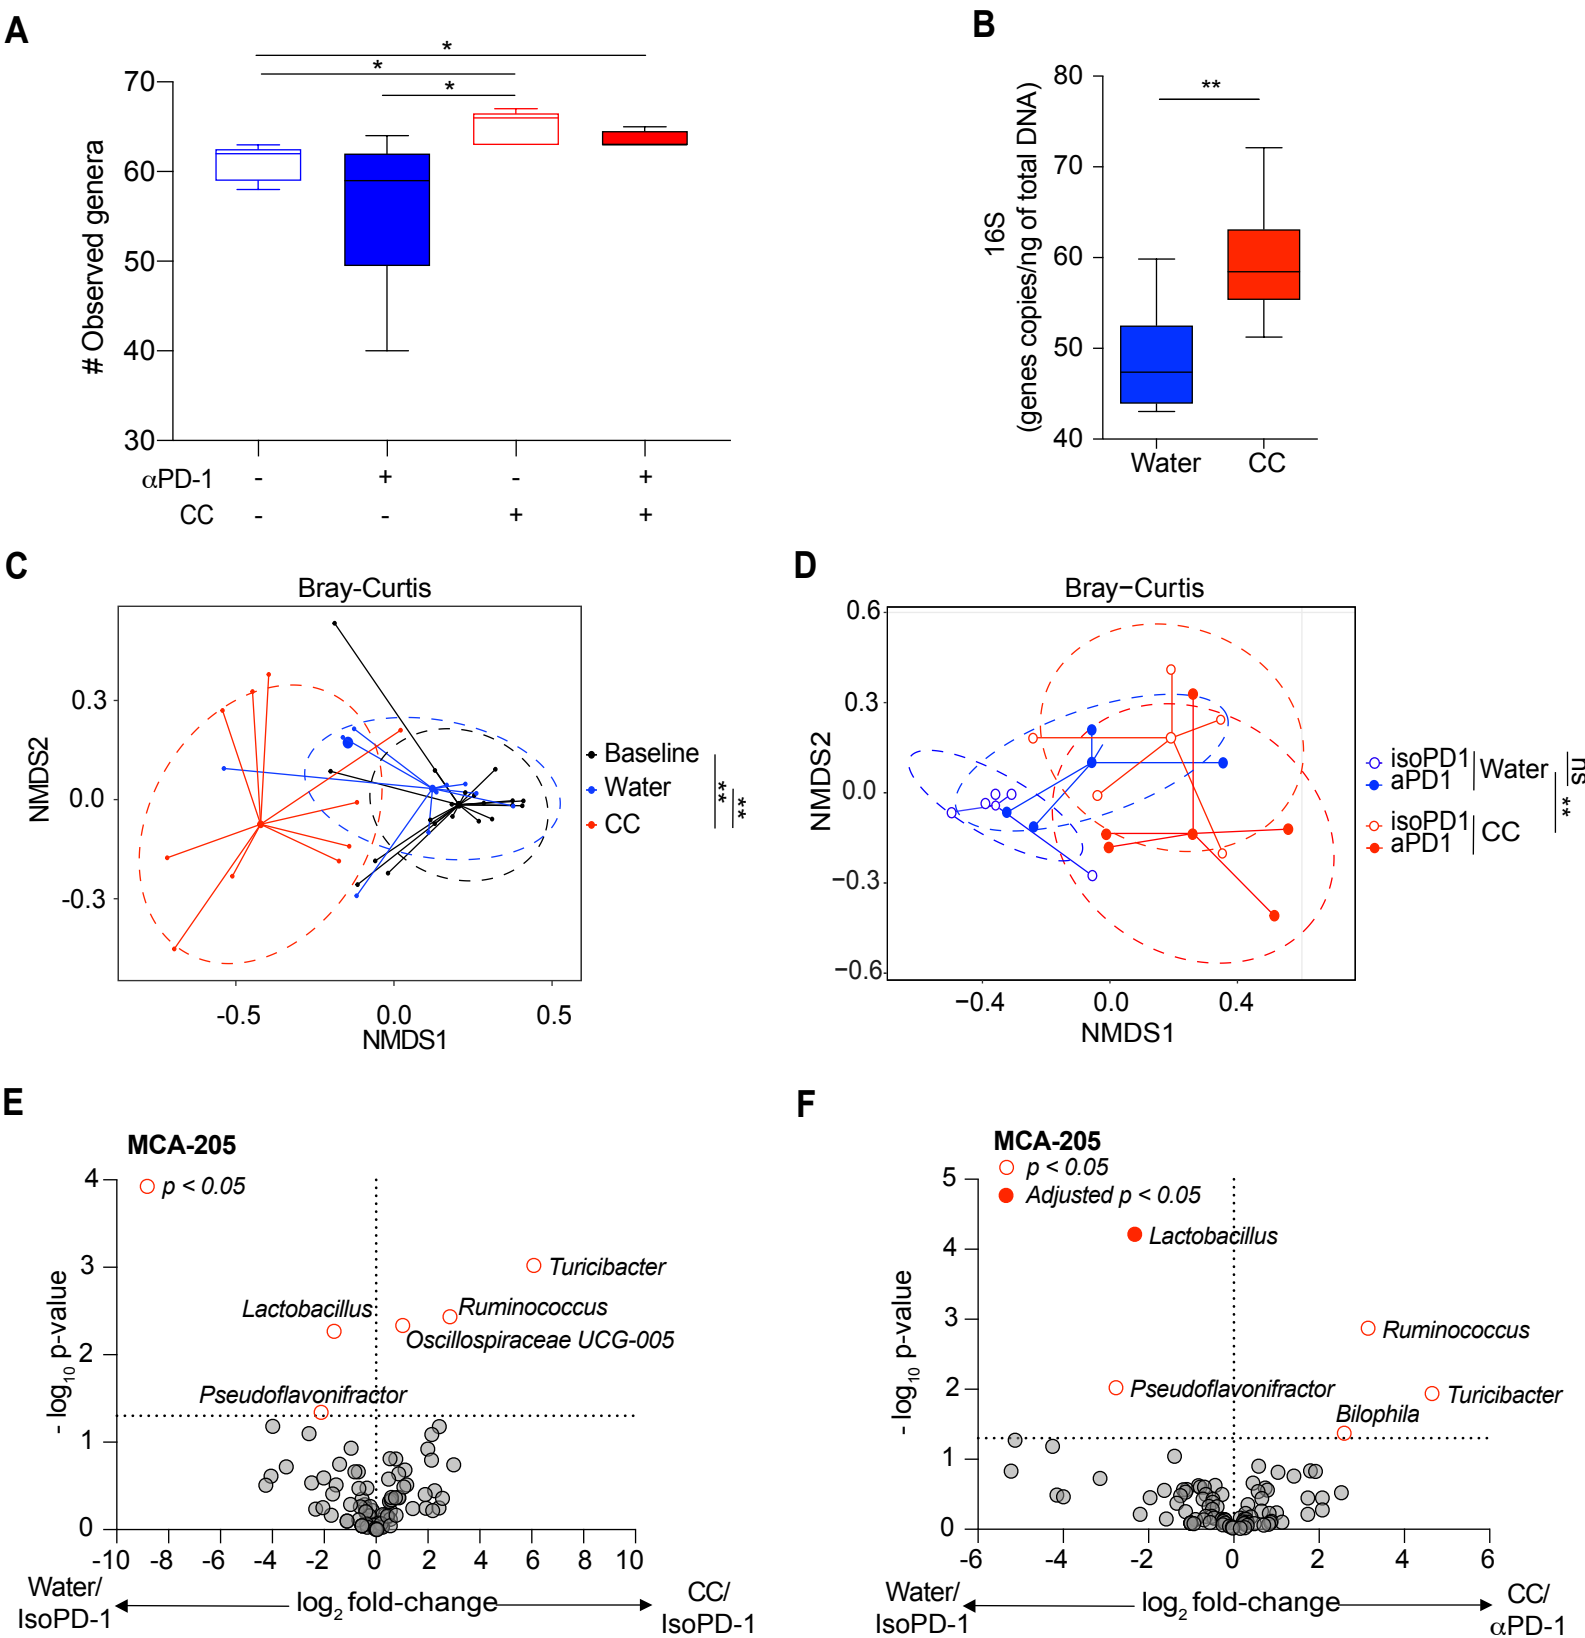 A
*
*
*
# Observed genera
70
60
50
40
30
αPD-1 - + - +
CC - - + +
B
**
16S
(genes copies/ng of total DNA)
80
70
60
50
40
Water CC
C
Bray-Curtis
NMDS2
0.3
0.0
-0.3
-0.5 0.0 0.5
NMDS1
Baseline
Water
CC
**
**
D
Bray−Curtis
NMDS2
0.6
0.3
0.0
−0.3
−0.6
−0.4 0.0 0.4
NMDS1
isoPD1
aPD1
Water
isoPD1
aPD1
CC
ns
**
E
MCA-205
p < 0.05
- log10 p-value
4
3
2
1
0
Turicibacter
Lactobacillus
Ruminococcus
Oscillospiraceae UCG-005
Pseudoflavonifractor
-10 -8 -6 -4 -2 0 2 4 6 8 10
Water/
IsoPD-1
log2 fold-change
CC/
IsoPD-1
F
MCA-205
p < 0.05
Adjusted p < 0.05
- log10 p-value
5
4
3
2
1
0
Lactobacillus
Ruminococcus
Pseudoflavonifractor
Turicibacter
Bilophila
-6 -4 -2 0 2 4 6
Water/
IsoPD-1
log2 fold-change
CC/
αPD-1